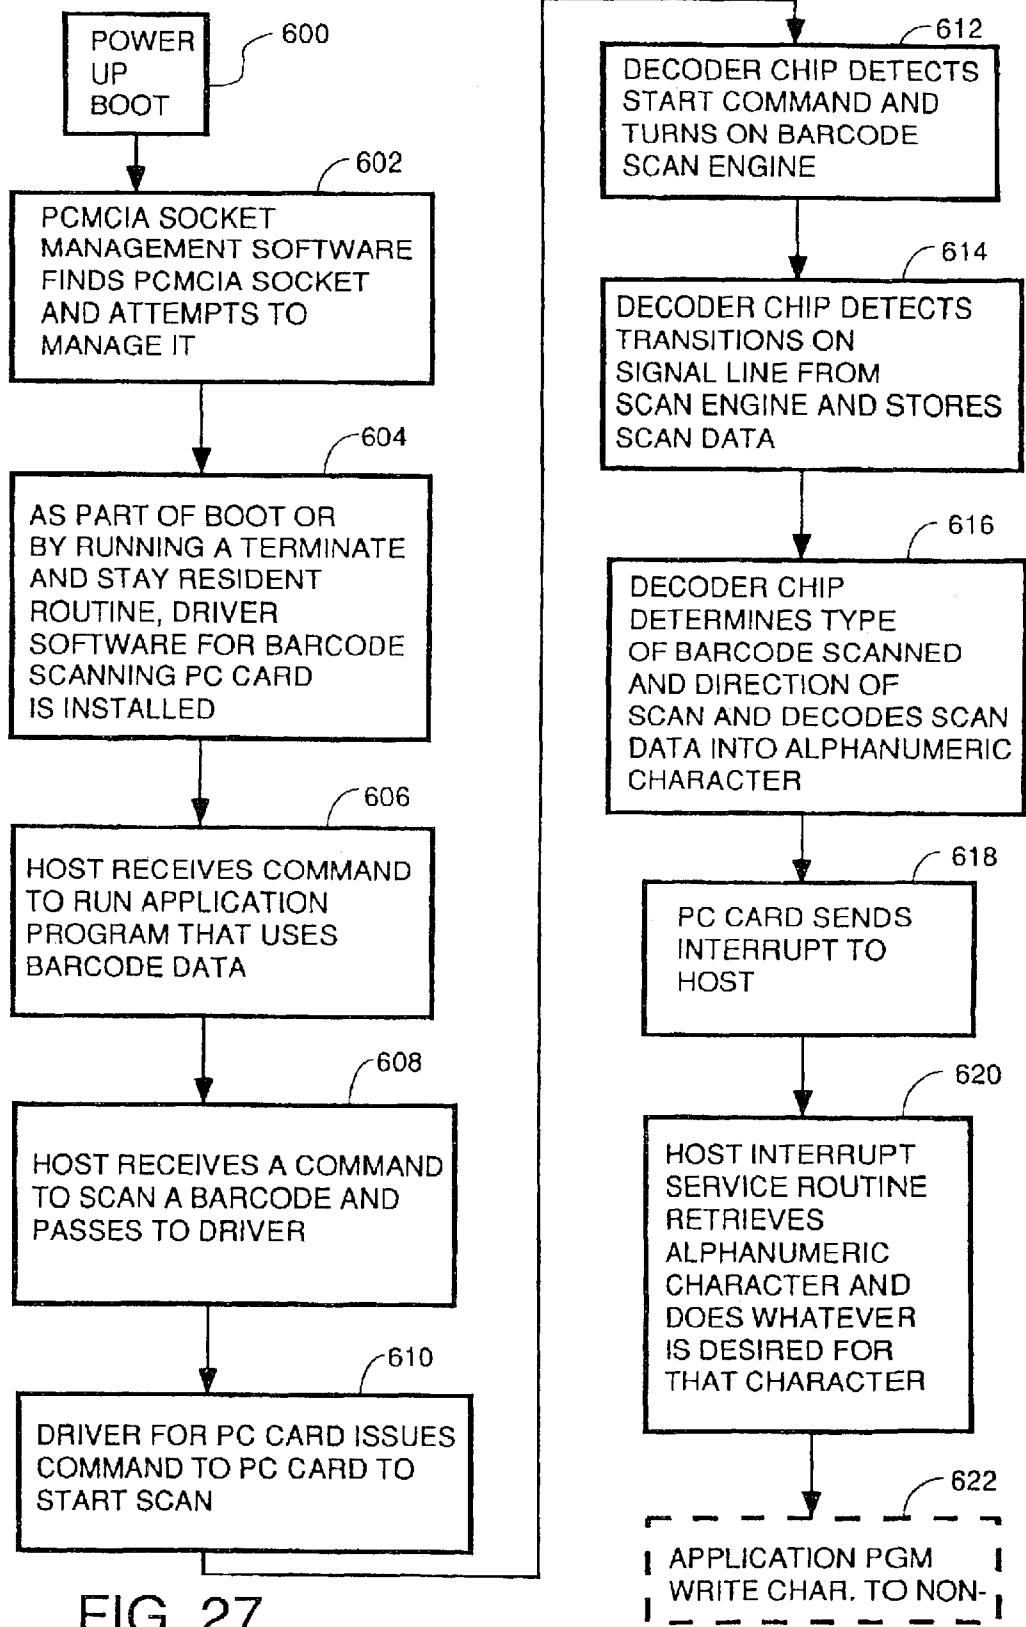 600
POWER
UP
BOOT
602
PCMCIA SOCKET
MANAGEMENT SOFTWARE
FINDS PCMCIA SOCKET
AND ATTEMPTS TO
MANAGE IT
604
AS PART OF BOOT OR
BY RUNNING A TERMINATE
AND STAY RESIDENT
ROUTINE, DRIVER
SOFTWARE FOR BARCODE
SCANNING PC CARD
IS INSTALLED
606
HOST RECEIVES COMMAND
TO RUN APPLICATION
PROGRAM THAT USES
BARCODE DATA
608
HOST RECEIVES A COMMAND
TO SCAN A BARCODE AND
PASSES TO DRIVER
610
DRIVER FOR PC CARD ISSUES
COMMAND TO PC CARD TO
START SCAN
612
DECODER CHIP DETECTS
START COMMAND AND
TURNS ON BARCODE
SCAN ENGINE
614
DECODER CHIP DETECTS
TRANSITIONS ON
SIGNAL LINE FROM
SCAN ENGINE AND STORES
SCAN DATA
616
DECODER CHIP
DETERMINES TYPE
OF BARCODE SCANNED
AND DIRECTION OF
SCAN AND DECODES SCAN
DATA INTO ALPHANUMERIC
CHARACTER
618
PC CARD SENDS
INTERRUPT TO
HOST
620
HOST INTERRUPT
SERVICE ROUTINE
RETRIEVES
ALPHANUMERIC
CHARACTER AND
DOES WHATEVER
IS DESIRED FOR
THAT CHARACTER
622
APPLICATION PGM
WRITE CHAR. TO NON-
FIG. 27